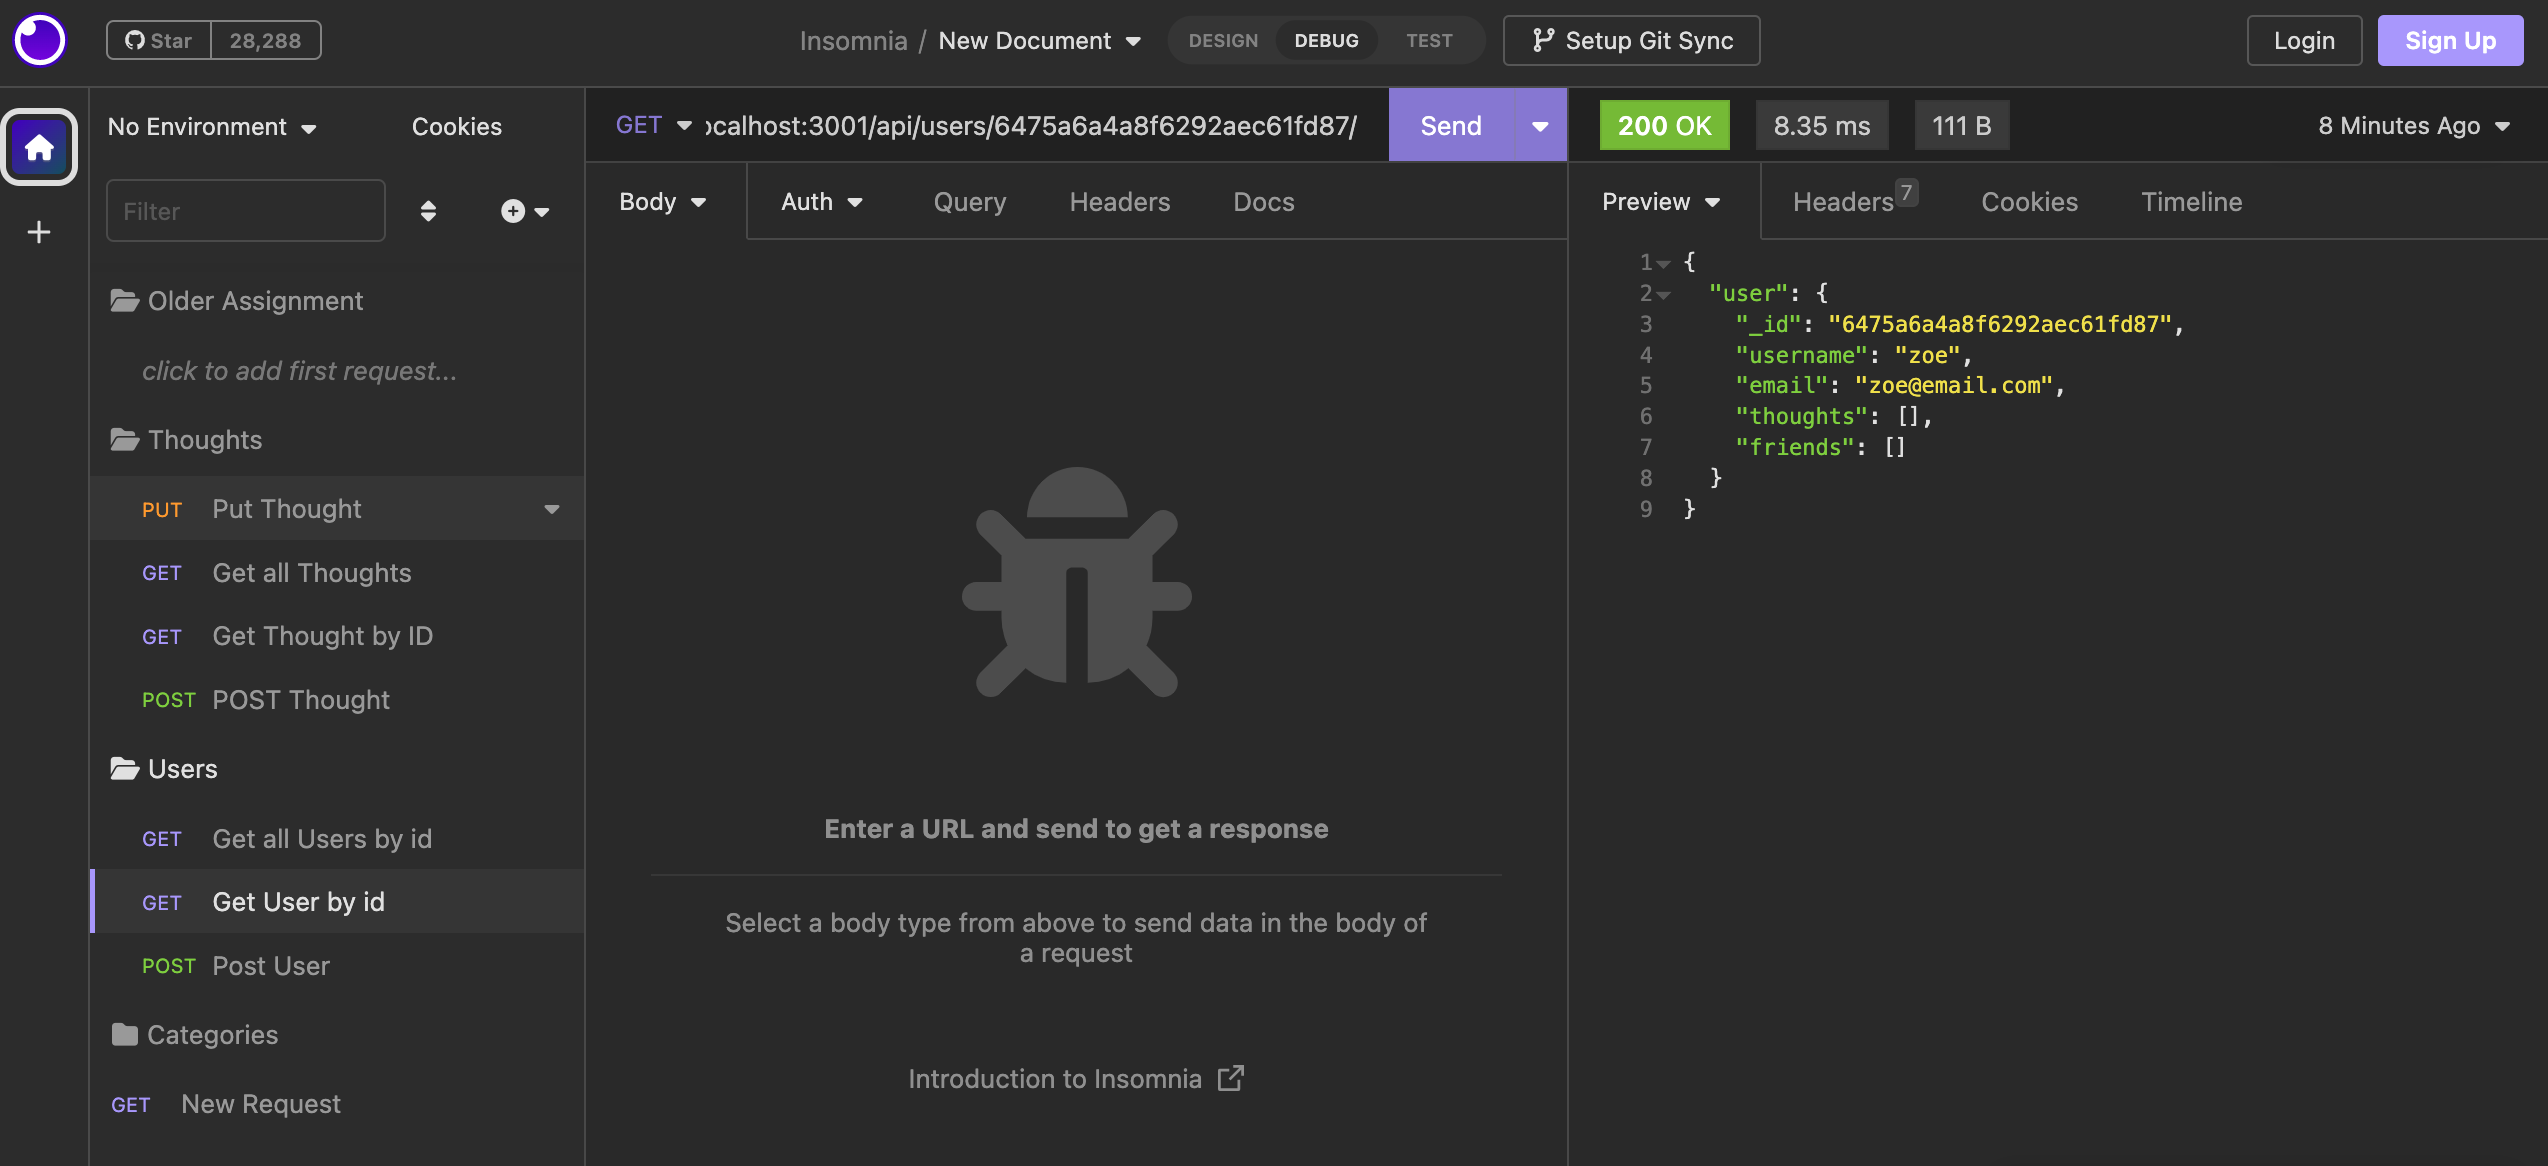 Star 28,288
Insomnia / New Document
DESIGN DEBUG TEST
Setup Git Sync
Login
Sign Up
No Environment
Cookies
Filter
Older Assignment
click to add first request...
Thoughts
PUT Put Thought
GET Get all Thoughts
GET Get Thought by ID
POST POST Thought
Users
GET Get all Users by id
GET Get User by id
POST Post User
Categories
GET New Request
GET ocalhost:3001/api/users/6475a6a4a8f6292aec61fd87/
Send
Body Auth Query Headers Docs
Enter a URL and send to get a response
Select a body type from above to send data in the body of
a request
Introduction to Insomnia
200 OK 8.35 ms 111 B 8 Minutes Ago
Preview Headers 7 Cookies Timeline
1 {
2 "user": {
3 "_id": "6475a6a4a8f6292aec61fd87",
4 "username": "zoe",
5 "email": "zoe@email.com",
6 "thoughts": [],
7 "friends": []
8 }
9 }